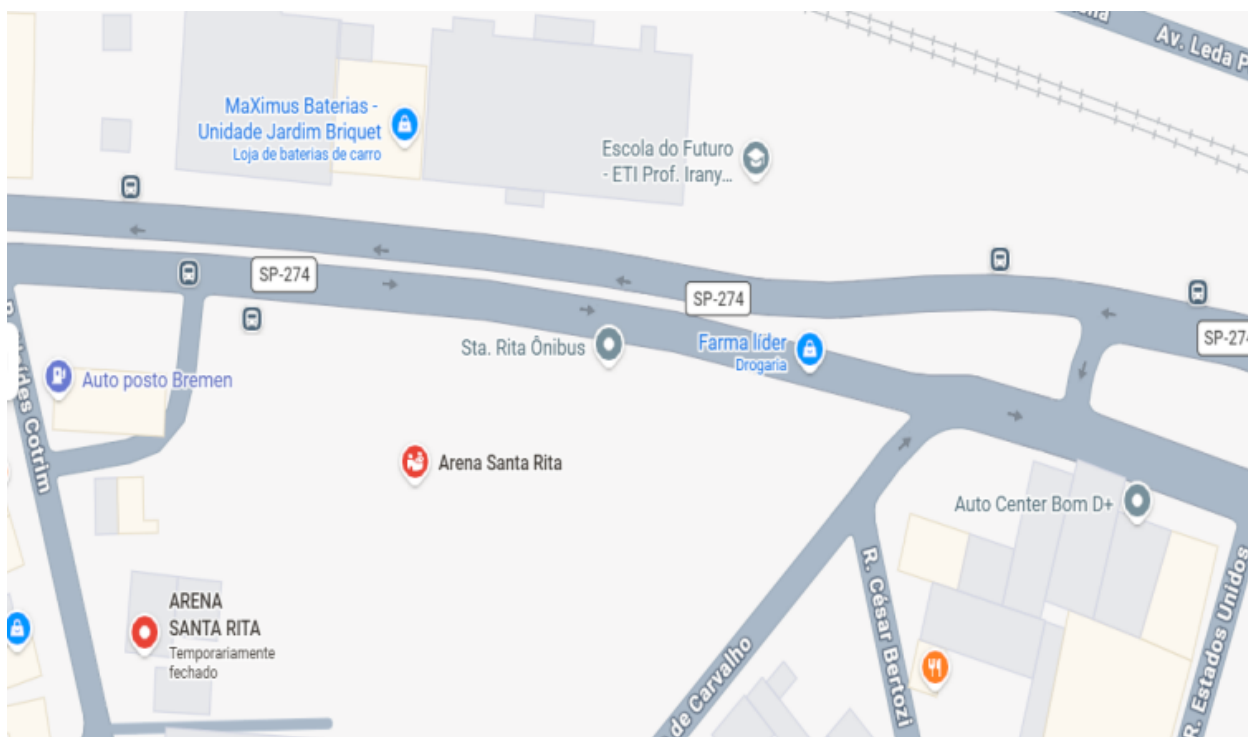 Av. Leda P
MaXimus Baterias -
Unidade Jardim Briquet
Loja de baterias de carro
Escola do Futuro
- ETI Prof. Irany...
SP-274
SP-274
SP-274
Sta. Rita Ônibus
Farma líder
Drogaria
Auto posto Bremen
Cotrim
Arena Santa Rita
Auto Center Bom D+
ARENA
SANTA RITA
Temporariamente
fechado
de Carvalho
R. César Bertozi
R. Estados Unidos